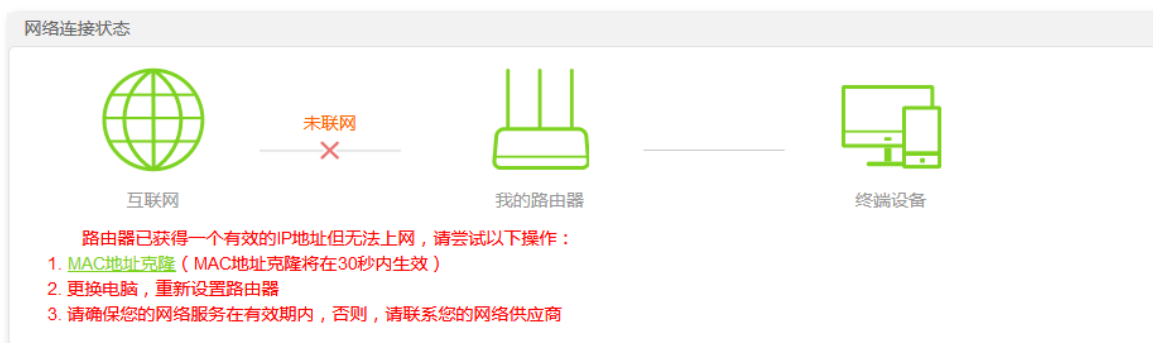 网络连接状态
未联网
互联网
我的路由器
终端设备
路由器已获得一个有效的IP地址但无法上网，请尝试以下操作：
1. MAC地址克隆（MAC地址克隆将在30秒内生效）
2. 更换电脑，重新设置路由器
3. 请确保您的网络服务在有效期内，否则，请联系您的网络供应商